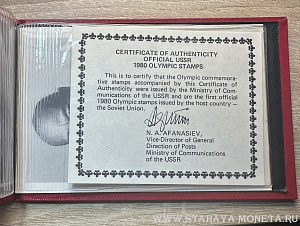 CERTIFICATE OF AUTHENTICITY
OFFICIAL USSR
1980 OLYMPIC STAMPS
This is to certify that the Olympic commemora-
tive stamps accompanied by this Certificate of
Authenticity were issued by the Ministry of Com-
munications of the USSR and are the first official
1980 Olympic stamps issued by the host country —
the Soviet Union.
N. A. AFANASIEV,
Vice-Director of General
Direction of Posts
Ministry of Communications
of the USSR
WWW.STARAYA-MONETA.RU